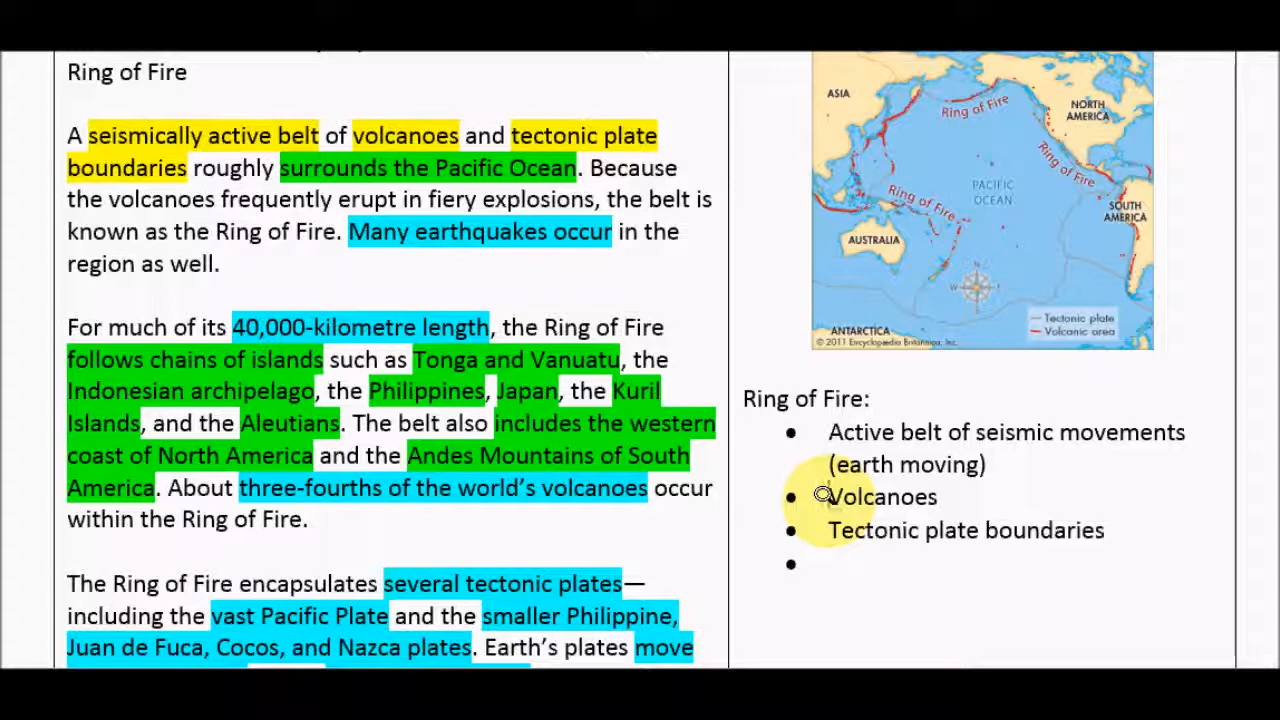 Ring of Fire
A seismically active belt of volcanoes and tectonic plate
boundaries roughly surrounds the Pacific Ocean. Because
the volcanoes frequently erupt in fiery explosions, the belt is
known as the Ring of Fire. Many earthquakes occur in the
region as well.
For much of its 40,000-kilometre length, the Ring of Fire
follows chains of islands such as Tonga and Vanuatu, the
Indonesian archipelago, the Philippines, Japan, the Kuril
Islands, and the Aleutians. The belt also includes the western
coast of North America and the Andes Mountains of South
America. About three-fourths of the world’s volcanoes occur
within the Ring of Fire.
The Ring of Fire encapsulates several tectonic plates—
including the vast Pacific Plate and the smaller Philippine,
Juan de Fuca, Cocos, and Nazca plates. Earth’s plates move
ASIA
Ring of Fire
NORTH
AMERICA
Ring of Fire
PACIFIC
OCEAN
Ring of Fire
SOUTH
AMERICA
AUSTRALIA
N
W
E
S
Tectonic plate
Volcanic area
ANTARCTICA
© 2011 Encyclopædia Britannica, Inc.
Ring of Fire:
• Active belt of seismic movements
(earth moving)
• Volcanoes
• Tectonic plate boundaries
•